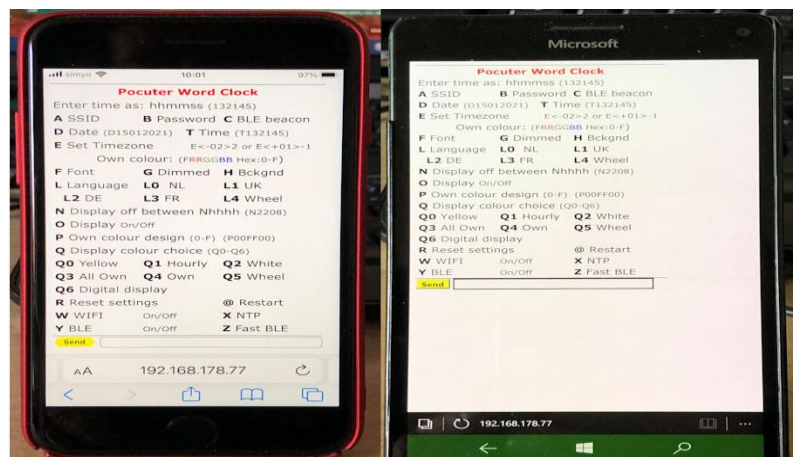 simyo 10:01 97%
Pocuter Word Clock
Enter time as: hhmmss (132145)
A SSID B Password C BLE beacon
D Date (D15012021) T Time (T132145)
E Set Timezone E<-02>2 or E<+01>-1
Own colour: (FRRGGBB Hex:0-F)
F Font G Dimmed H Bckgnd
L Language L0 NL L1 UK
L2 DE L3 FR L4 Wheel
N Display off between Nhhhh (N2208)
O Display On/Off
P Own colour design (0-F) (P00FF00)
Q Display colour choice (Q0-Q6)
Q0 Yellow Q1 Hourly Q2 White
Q3 All Own Q4 Own Q5 Wheel
Q6 Digital display
R Reset settings @ Restart
W WIFI On/Off X NTP
Y BLE On/Off Z Fast BLE
Send
AA 192.168.178.77
Microsoft
Pocuter Word Clock
Enter time as: hhmmss (132145)
A SSID B Password C BLE beacon
D Date (D15012021) T Time (T132145)
E Set Timezone E<-02>2 or E<+01>-1
Own colour: (FRRGGBB Hex:0-F)
F Font G Dimmed H Bckgnd
L Language L0 NL L1 UK
L2 DE L3 FR L4 Wheel
N Display off between Nhhhh (N2208)
O Display On/Off
P Own colour design (0-F) (P00FF00)
Q Display colour choice (Q0-Q6)
Q0 Yellow Q1 Hourly Q2 White
Q3 All Own Q4 Own Q5 Wheel
Q6 Digital display
R Reset settings @ Restart
W WIFI On/Off X NTP
Y BLE On/Off Z Fast BLE
Send
192.168.178.77